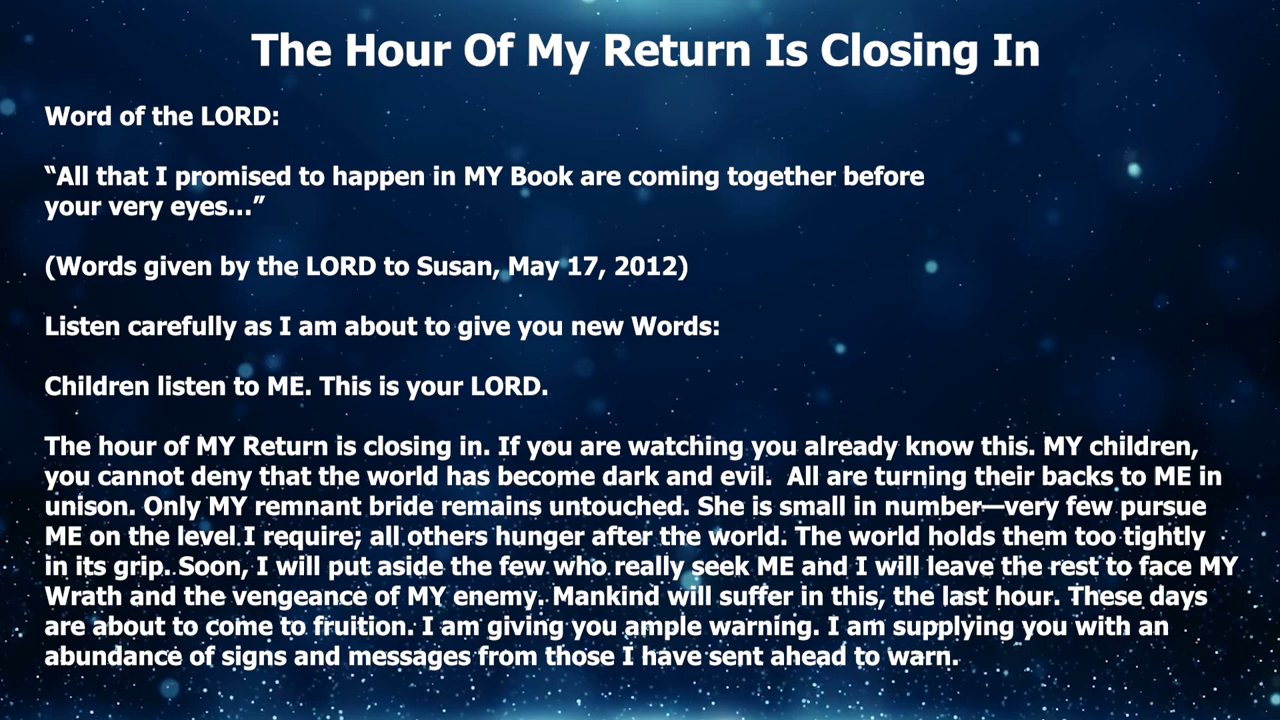 The Hour Of My Return Is Closing In
Word of the LORD:
“All that I promised to happen in MY Book are coming together before
your very eyes…”
(Words given by the LORD to Susan, May 17, 2012)
Listen carefully as I am about to give you new Words:
Children listen to ME. This is your LORD.
The hour of MY Return is closing in. If you are watching you already know this. MY children,
you cannot deny that the world has become dark and evil.  All are turning their backs to ME in
unison. Only MY remnant bride remains untouched. She is small in number—very few pursue
ME on the level I require; all others hunger after the world. The world holds them too tightly
in its grip. Soon, I will put aside the few who really seek ME and I will leave the rest to face MY
Wrath and the vengeance of MY enemy. Mankind will suffer in this, the last hour. These days
are about to come to fruition. I am giving you ample warning. I am supplying you with an
abundance of signs and messages from those I have sent ahead to warn.